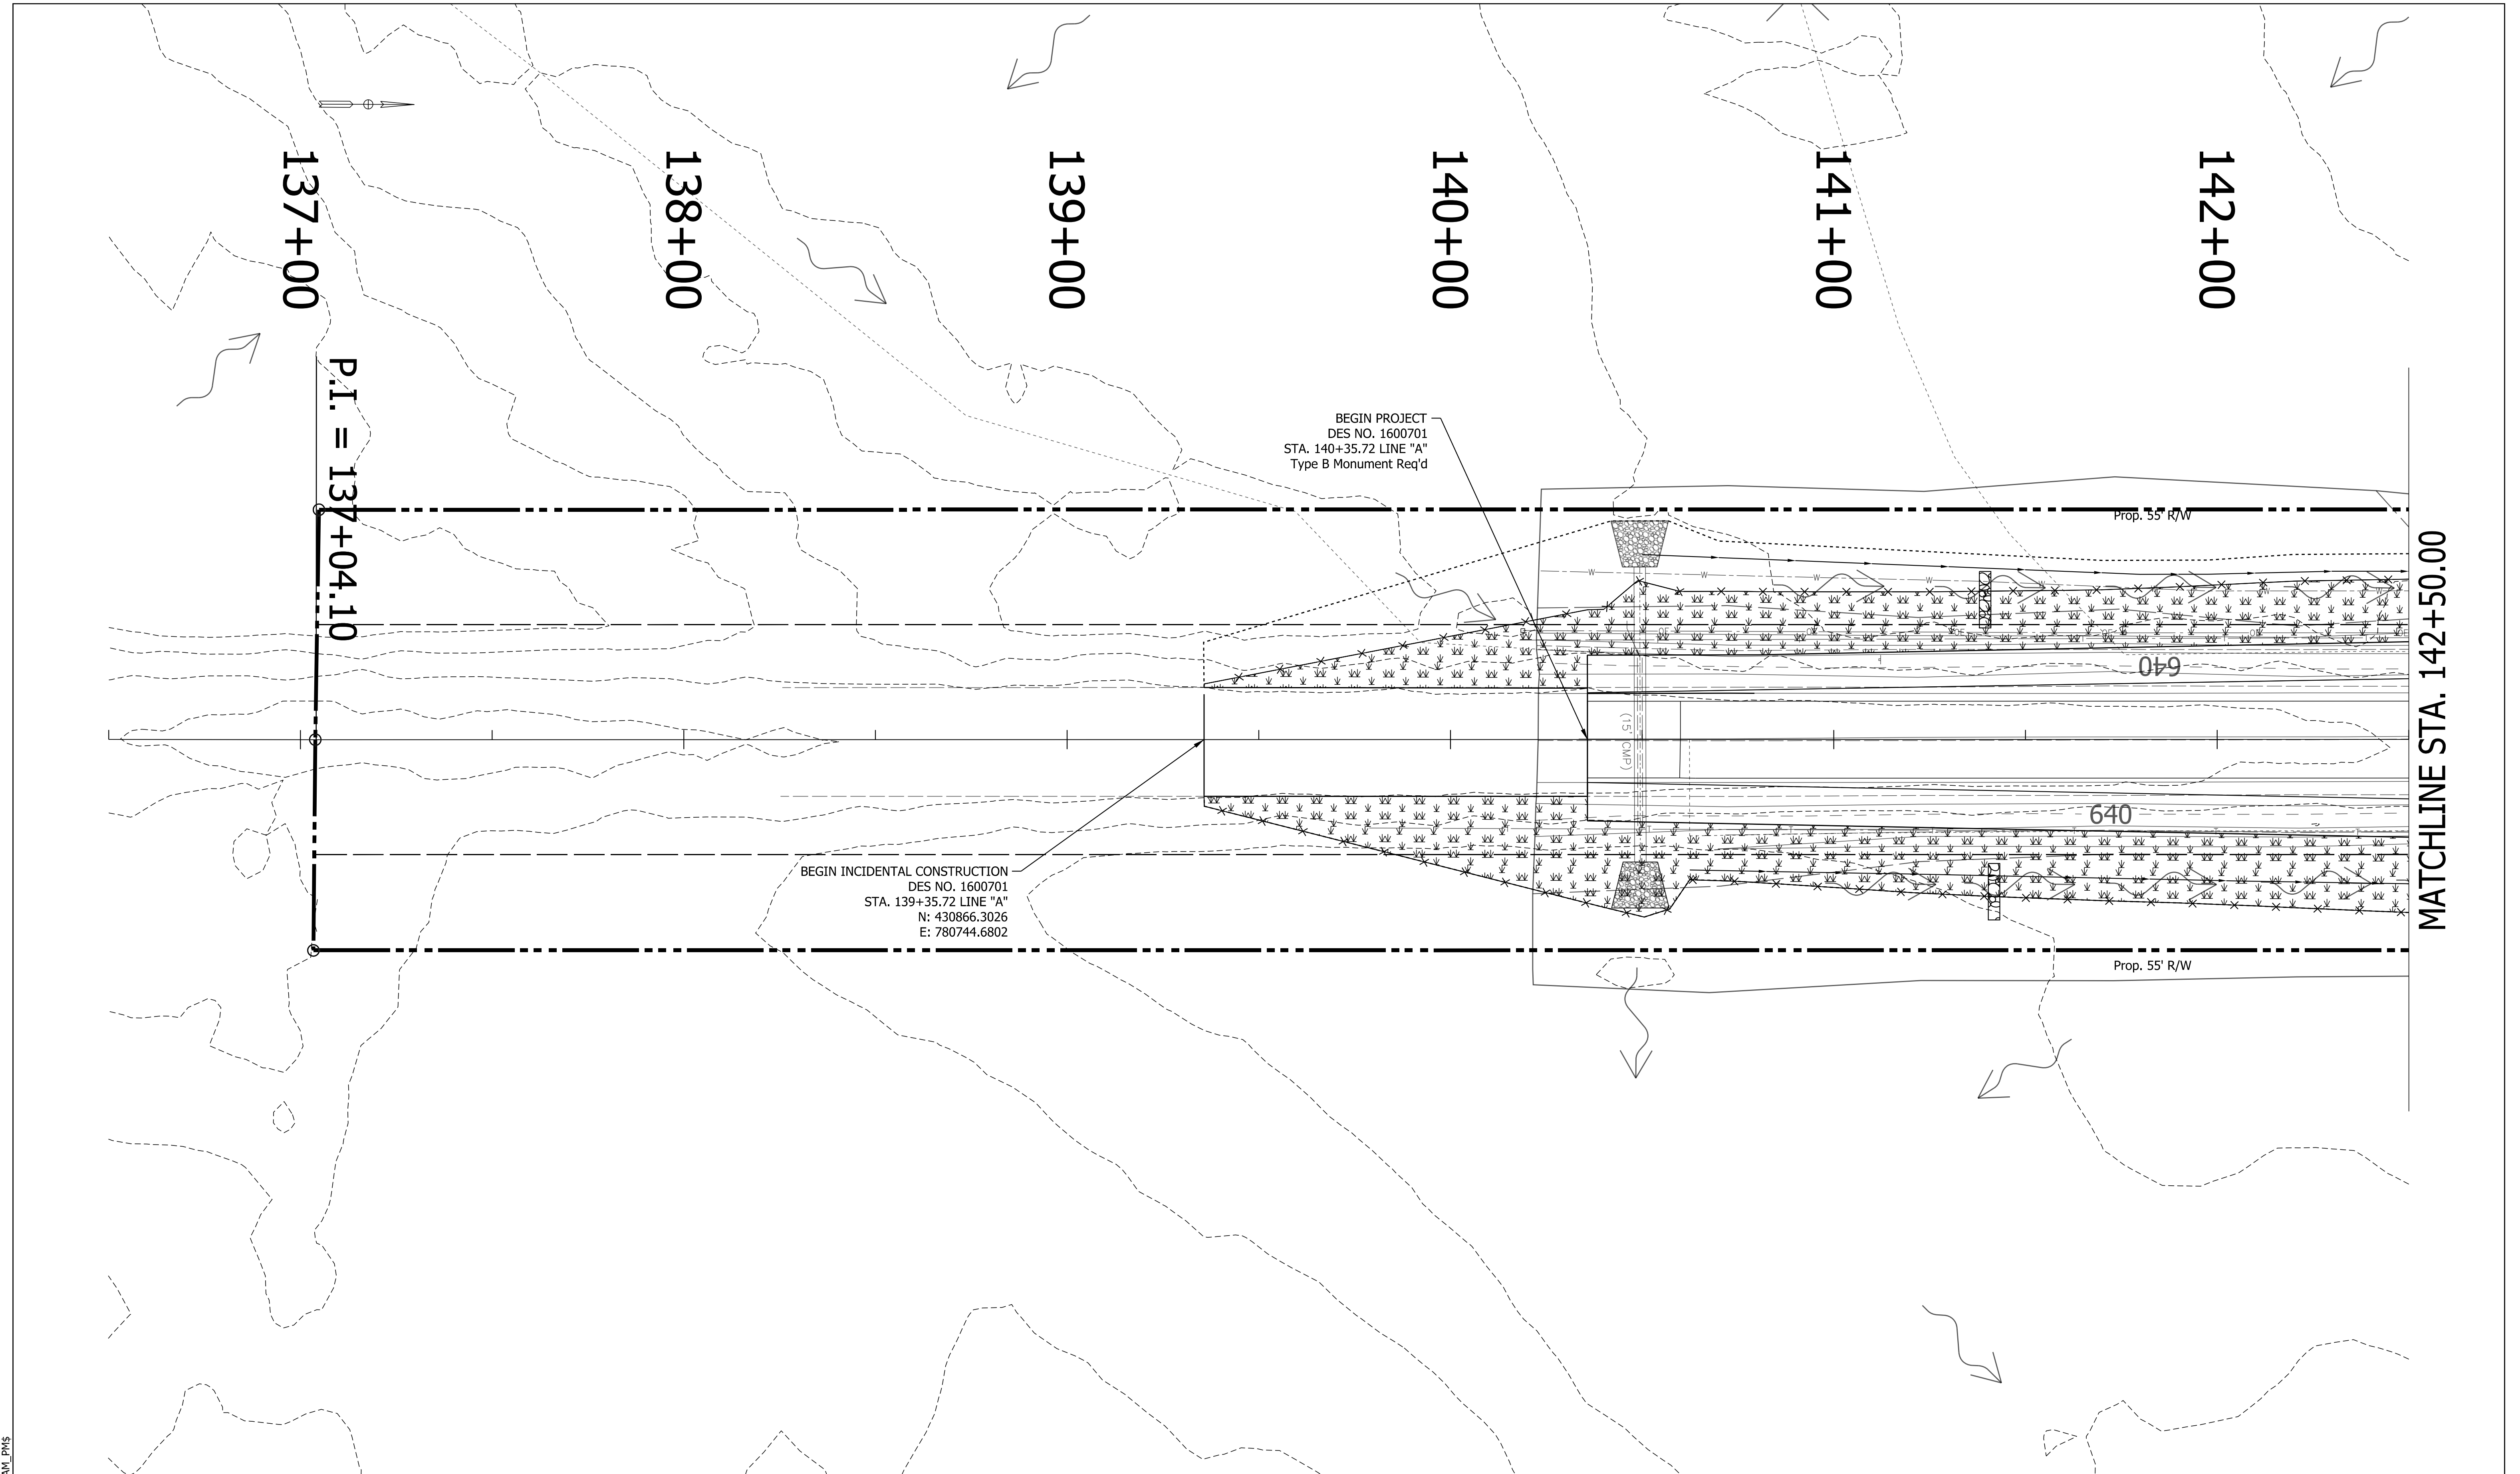 137+00
138+00
139+00
140+00
141+00
142+00
P.I. = 137+04.10
BEGIN PROJECT
DES NO. 1600701
STA. 140+35.72 LINE "A"
Type B Monument Req'd
Prop. 55' R/W
W
W
W
W
W
640
(15" CMP)
640
BEGIN INCIDENTAL CONSTRUCTION
DES NO. 1600701
STA. 139+35.72 LINE "A"
N: 430866.3026
E: 780744.6802
Prop. 55' R/W
MATCHLINE STA. 142+50.00
AM_PM$